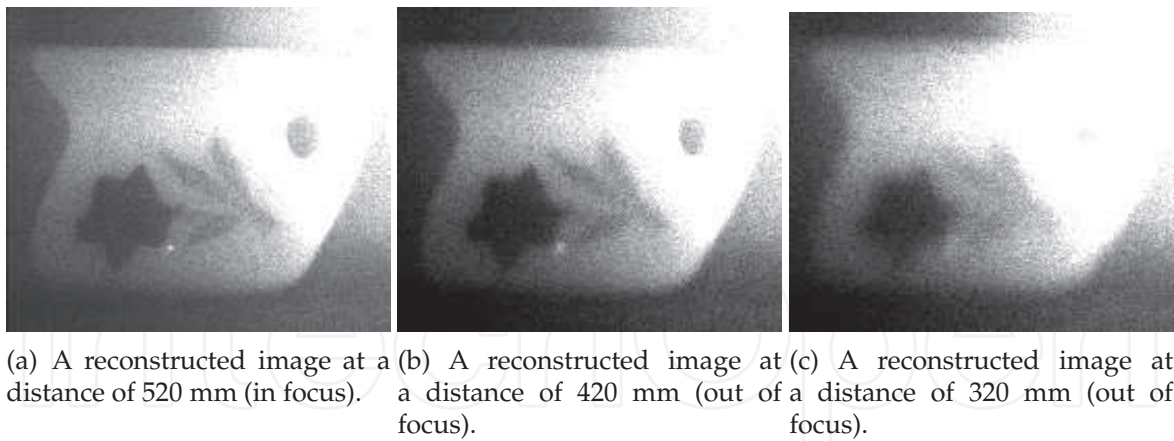 (a) A reconstructed image at a
distance of 520 mm (in focus).
(b) A reconstructed image at
a distance of 420 mm (out of
focus).
(c) A reconstructed image at
a distance of 320 mm (out of
focus).